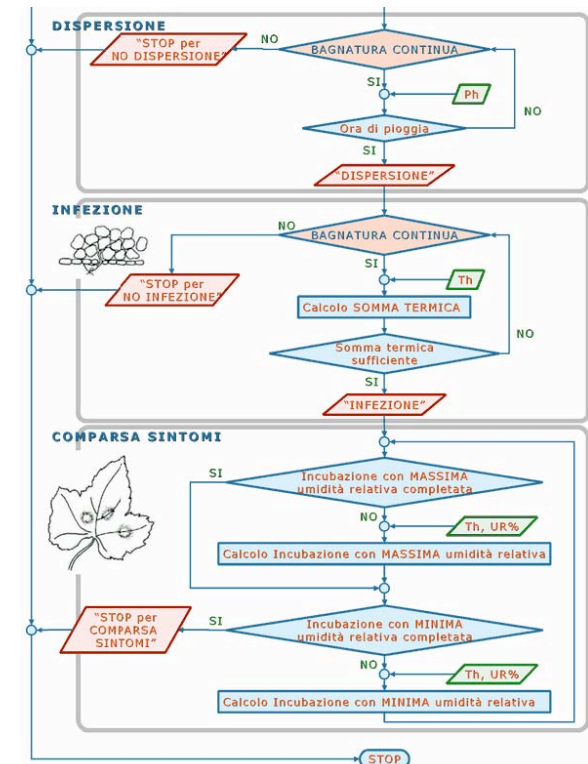 DISPERSIONE
"STOP per
NO DISPERSIONE"
NO
BAGNATURA CONTINUA
SI
Ph
NO
Ora di pioggia
SI
"DISPERSIONE"
INFEZIONE
NO
BAGNATURA CONTINUA
SI
"STOP per
NO INFEZIONE"
Th
Calcolo SOMMA TERMICA
NO
Somma termica
sufficiente
SI
"INFEZIONE"
COMPARSA SINTOMI
SI
Incubazione con MASSIMA
umidità relativa completata
NO
Th, UR%
Calcolo Incubazione con MASSIMA umidità relativa
"STOP per
COMPARSA
SINTOMI"
SI
Incubazione con MINIMA
umidità relativa completata
NO
Th, UR%
Calcolo Incubazione con MINIMA umidità relativa
STOP